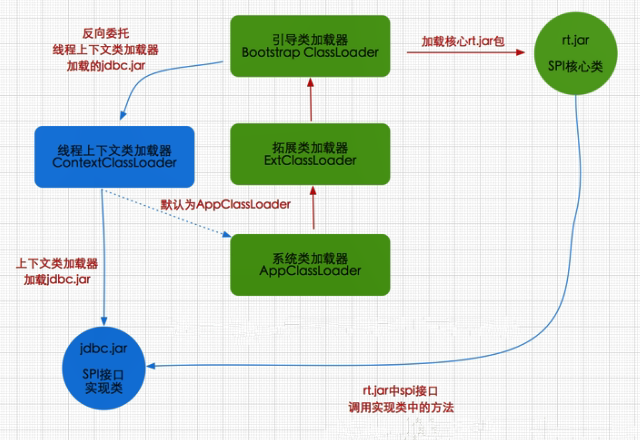 反向委托
线程上下文类加载器
加载的jdbc.jar
引导类加载器
Bootstrap ClassLoader
加载核心rt.jar包
rt.jar
SPI核心类
线程上下文类加载器
ContextClassLoader
拓展类加载器
ExtClassLoader
默认为AppClassLoader
系统类加载器
AppClassLoader
上下文类加载器
加载jdbc.jar
jdbc.jar
SPI接口
实现类
rt.jar中spi接口
调用实现类中的方法